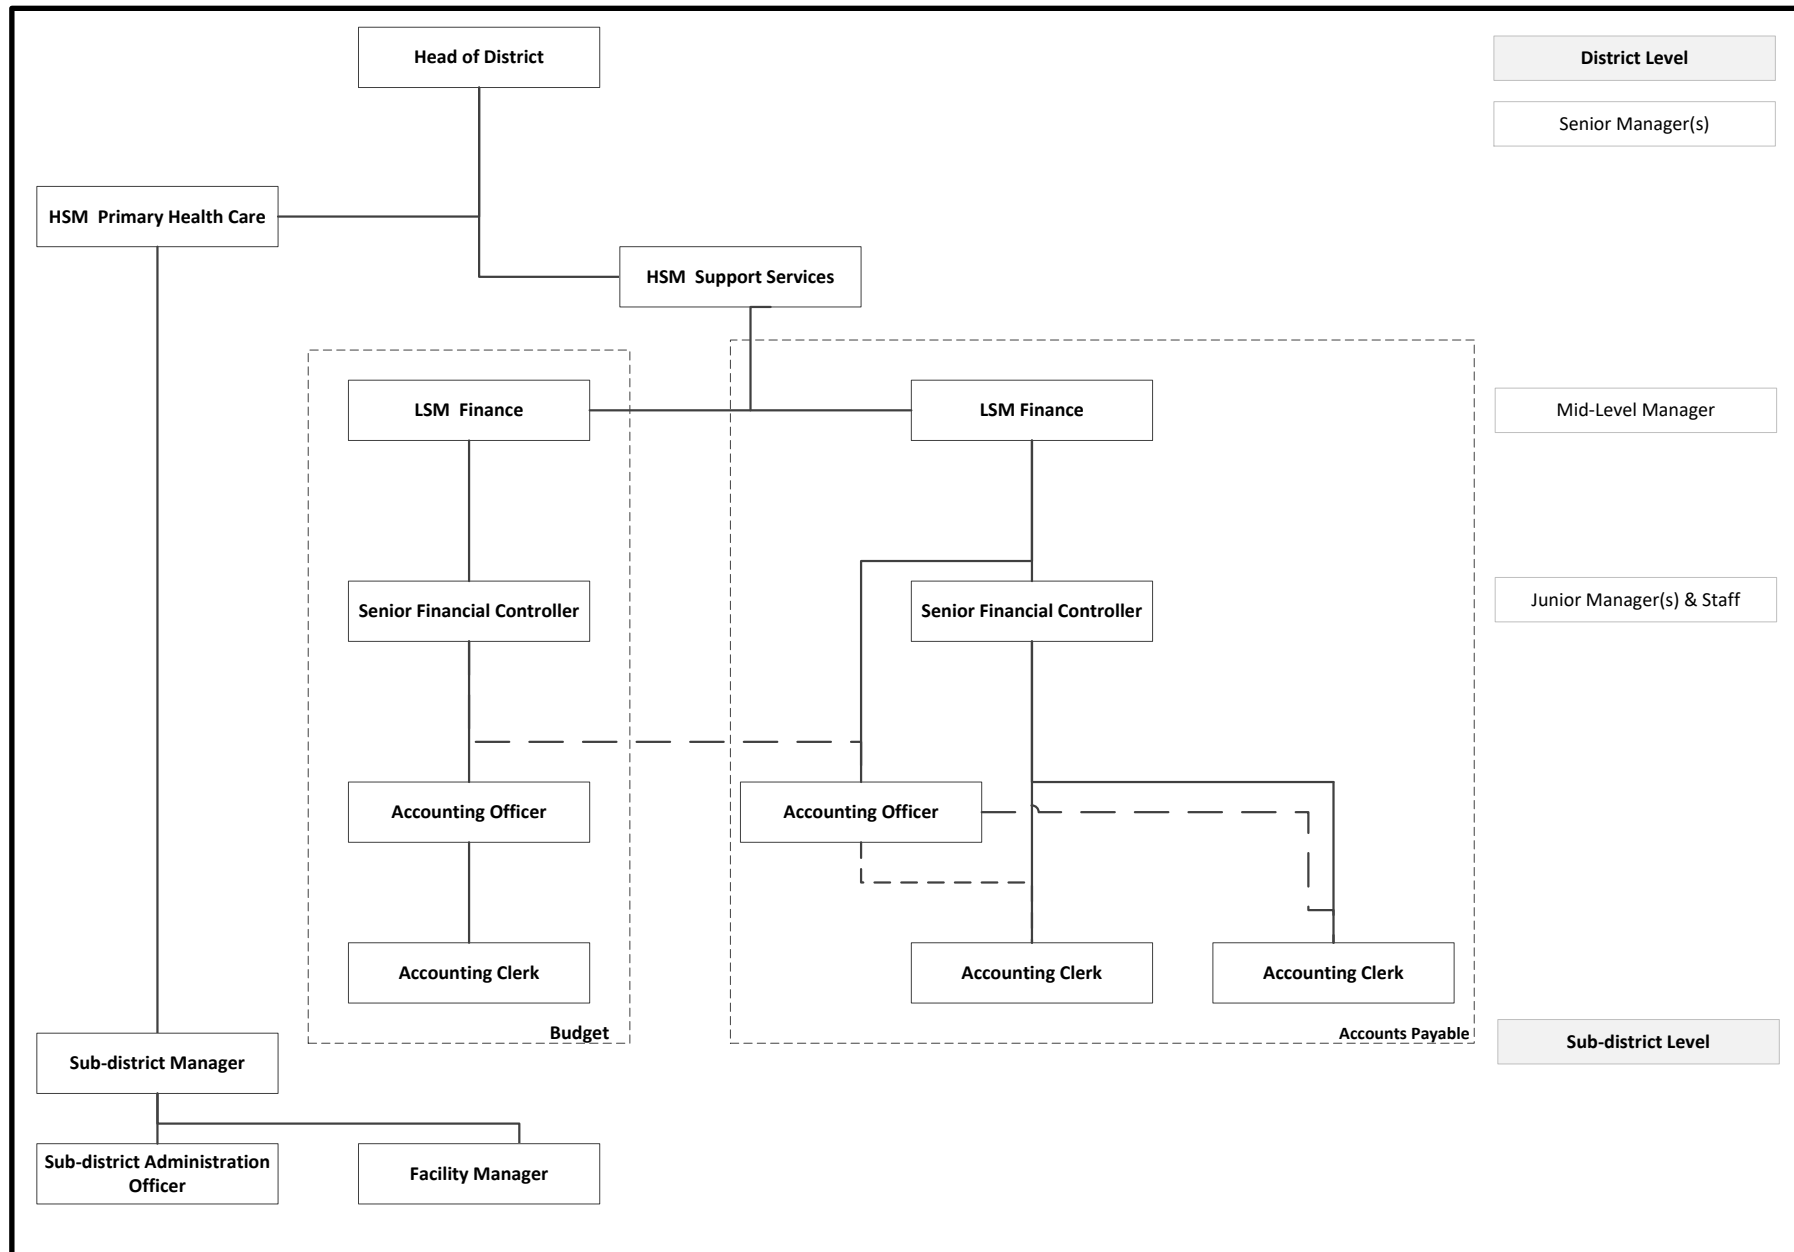 Head of District
District Level
Senior Manager(s)
HSM  Primary Health Care
HSM  Support Services
LSM  Finance
LSM Finance
Mid-Level Manager
Senior Financial Controller
Senior Financial Controller
Junior Manager(s) & Staff
Accounting Officer
Accounting Officer
Accounting Clerk
Accounting Clerk
Accounting Clerk
Budget
Accounts Payable
Sub-district Level
Sub-district Manager
Sub-district Administration
Officer
Facility Manager